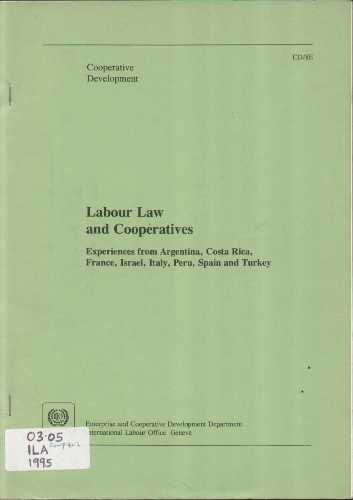 CD/8E
Cooperative
Development
Labour Law
and Cooperatives
Experiences from Argentina, Costa Rica,
France, Israel, Italy, Peru, Spain and Turkey
Enterprise and Cooperative Development Department
International Labour Office Geneva
03.05
ILA
1995